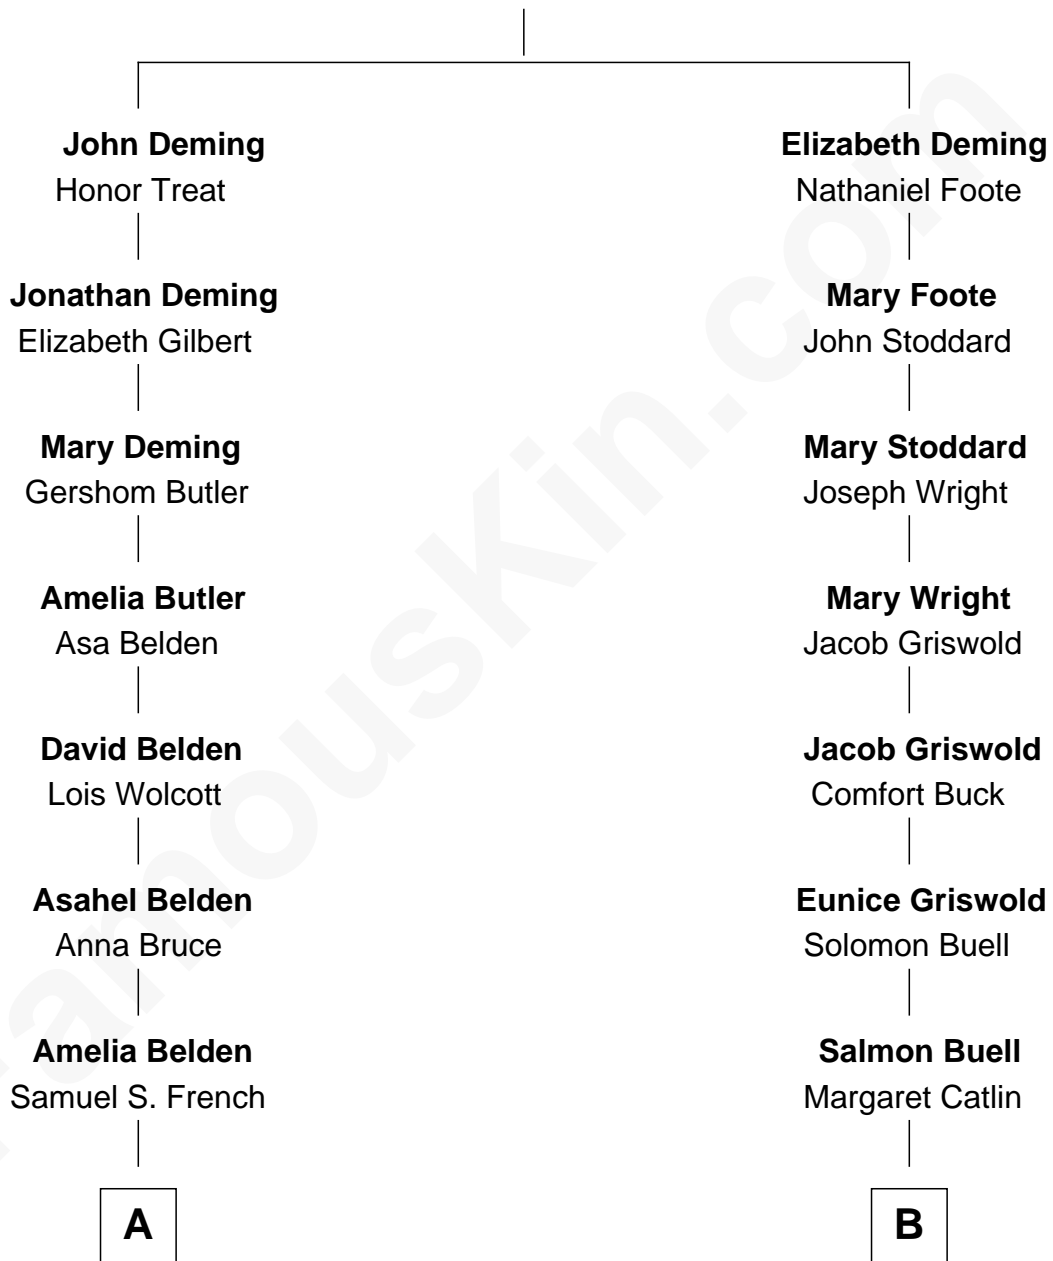 John Deming
Honor Treat
Jonathan Deming
Elizabeth Gilbert
Mary Deming
Gershom Butler
Amelia Butler
Asa Belden
David Belden
Lois Wolcott
Asahel Belden
Anna Bruce
Amelia Belden
Samuel S. French
A
Elizabeth Deming
Nathaniel Foote
Mary Foote
John Stoddard
Mary Stoddard
Joseph Wright
Mary Wright
Jacob Griswold
Jacob Griswold
Comfort Buck
Eunice Griswold
Solomon Buell
Salmon Buell
Margaret Catlin
B
FamousKin.com